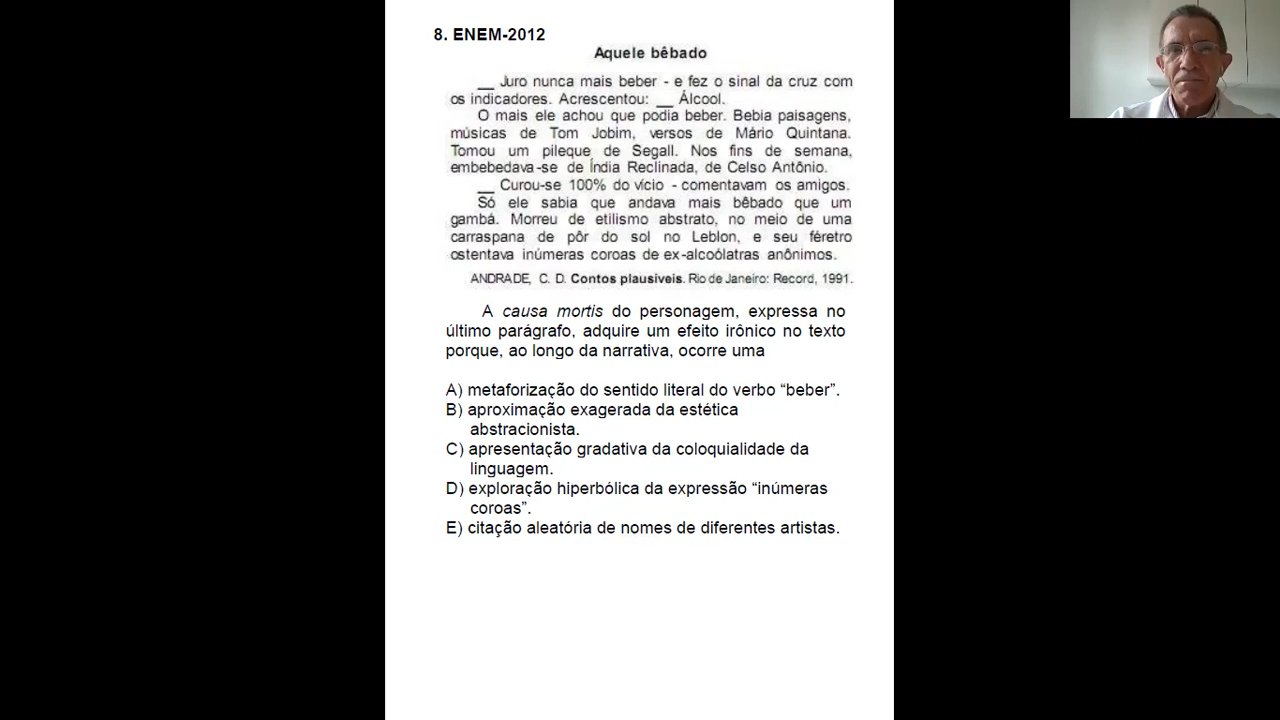 8. ENEM-2012
Aquele bêbado
__ Juro nunca mais beber - e fez o sinal da cruz com
os indicadores. Acrescentou: __ Álcool.
O mais ele achou que podia beber. Bebia paisagens,
músicas de Tom Jobim, versos de Mário Quintana.
Tomou um pileque de Segall. Nos fins de semana,
embebedava-se de Índia Reclinada, de Celso Antônio.
__ Curou-se 100% do vício - comentavam os amigos.
Só ele sabia que andava mais bêbado que um
gambá. Morreu de etilismo abstrato, no meio de uma
carraspana de pôr do sol no Leblon, e seu féretro
ostentava inúmeras coroas de ex-alcoólatras anônimos.
ANDRADE, C. D. Contos plausíveis. Rio de Janeiro: Record, 1991.
A causa mortis do personagem, expressa no
último parágrafo, adquire um efeito irônico no texto
porque, ao longo da narrativa, ocorre uma
A) metaforização do sentido literal do verbo “beber”.
B) aproximação exagerada da estética
abstracionista.
C) apresentação gradativa da coloquialidade da
linguagem.
D) exploração hiperbólica da expressão “inúmeras
coroas”.
E) citação aleatória de nomes de diferentes artistas.